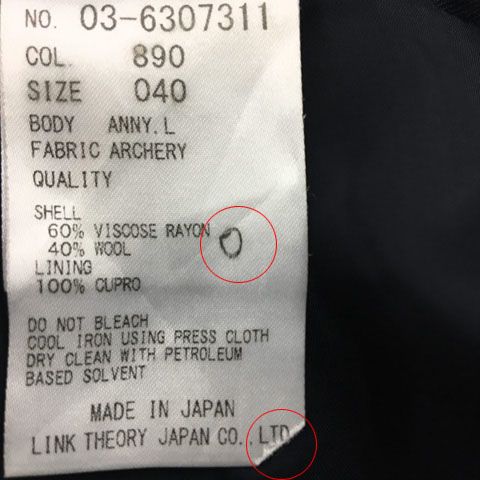 NO. 03-6307311
COL. 890
SIZE 040
BODY ANNY.L
FABRIC ARCHERY
QUALITY
SHELL
60% VISCOSE RAYON
40% WOOL
LINING
100% CUPRO
DO NOT BLEACH
COOL IRON USING PRESS CLOTH
DRY CLEAN WITH PETROLEUM
BASED SOLVENT
MADE IN JAPAN
LINK THEORY JAPAN CO., LTD